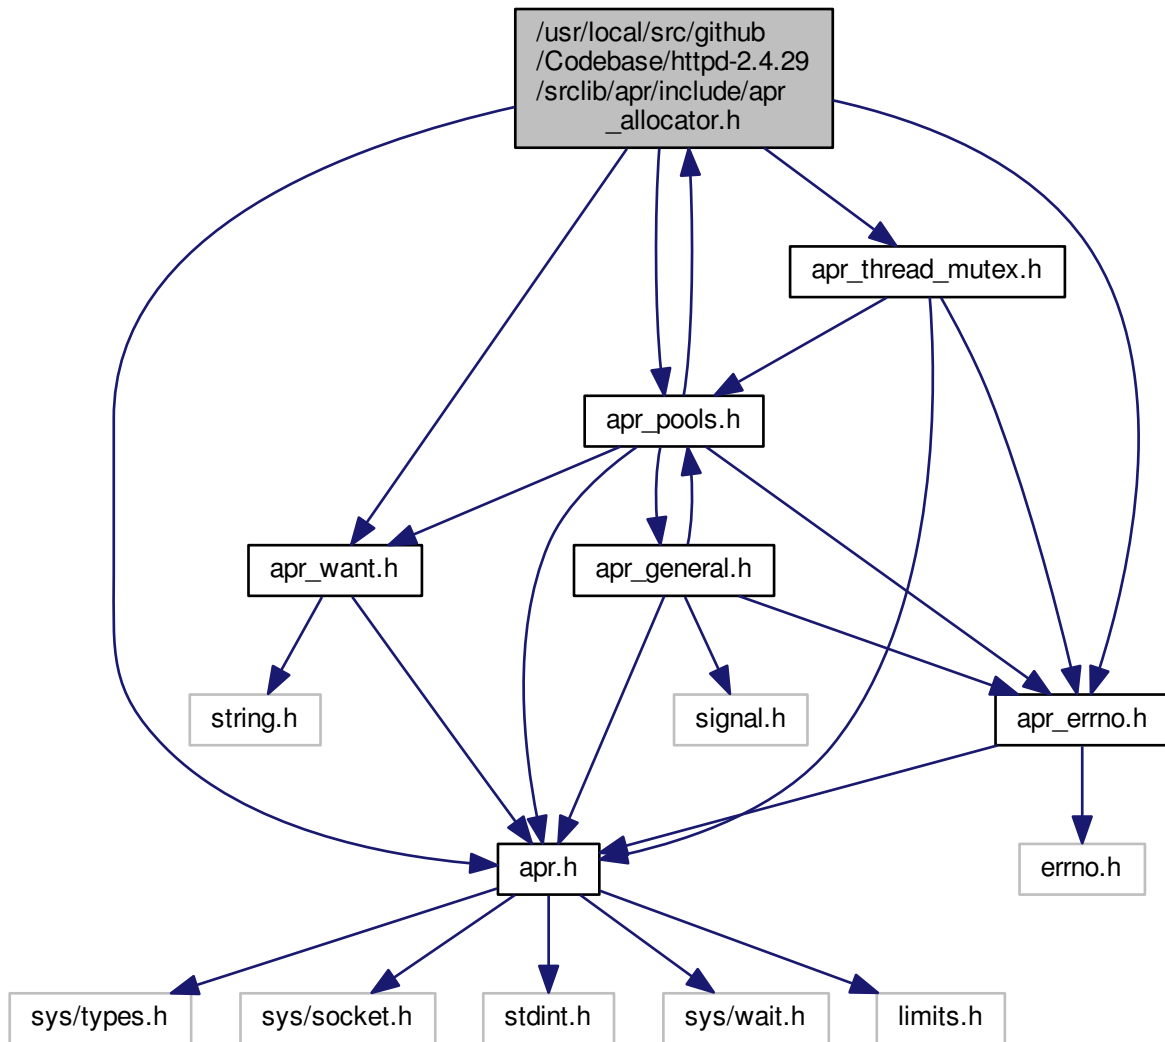 /usr/local/src/github
/Codebase/httpd-2.4.29
/srclib/apr/include/apr
_allocator.h
apr_thread_mutex.h
apr_pools.h
apr_want.h
apr_general.h
string.h
signal.h
apr_errno.h
apr.h
errno.h
sys/types.h
sys/socket.h
stdint.h
sys/wait.h
limits.h